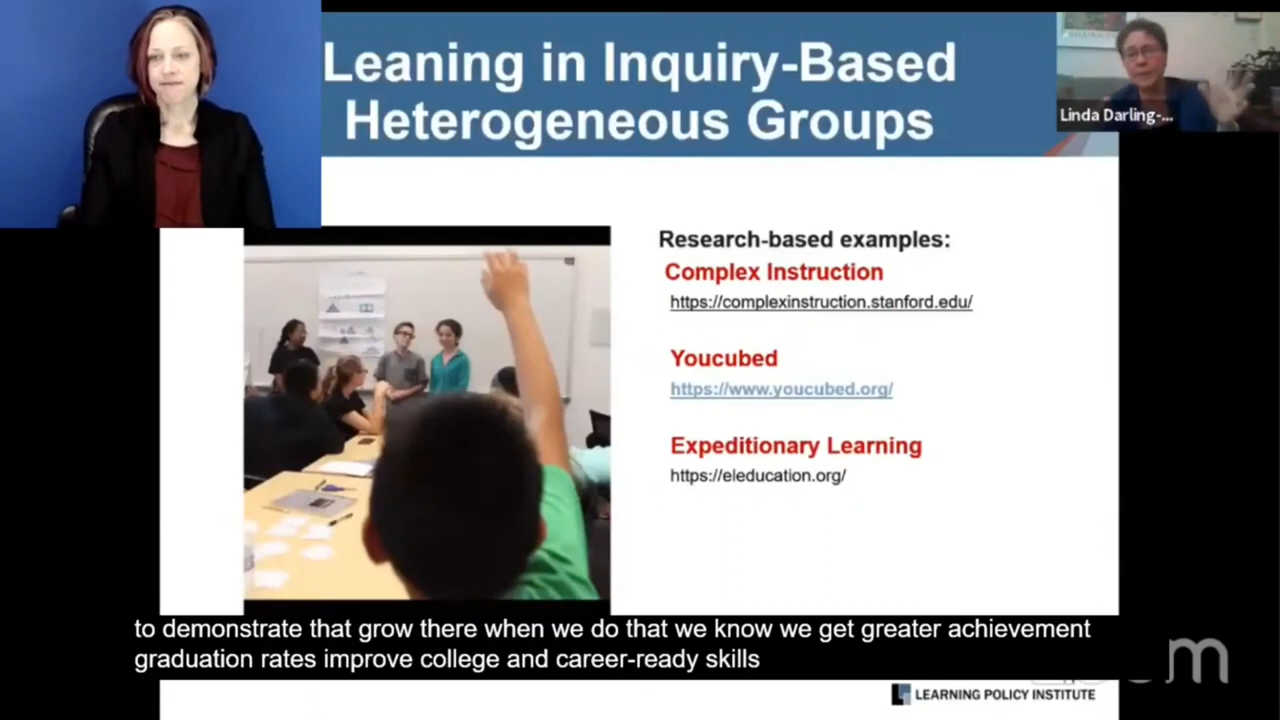 Leaning in Inquiry-Based
Heterogeneous Groups
Linda Darling-...
Research-based examples:
Complex Instruction
https://complexinstruction.stanford.edu/
Youcubed
https://www.youcubed.org/
Expeditionary Learning
https://eleducation.org/
to demonstrate that grow there when we do that we know we get greater achievement
graduation rates improve college and career-ready skills
LEARNING POLICY INSTITUTE